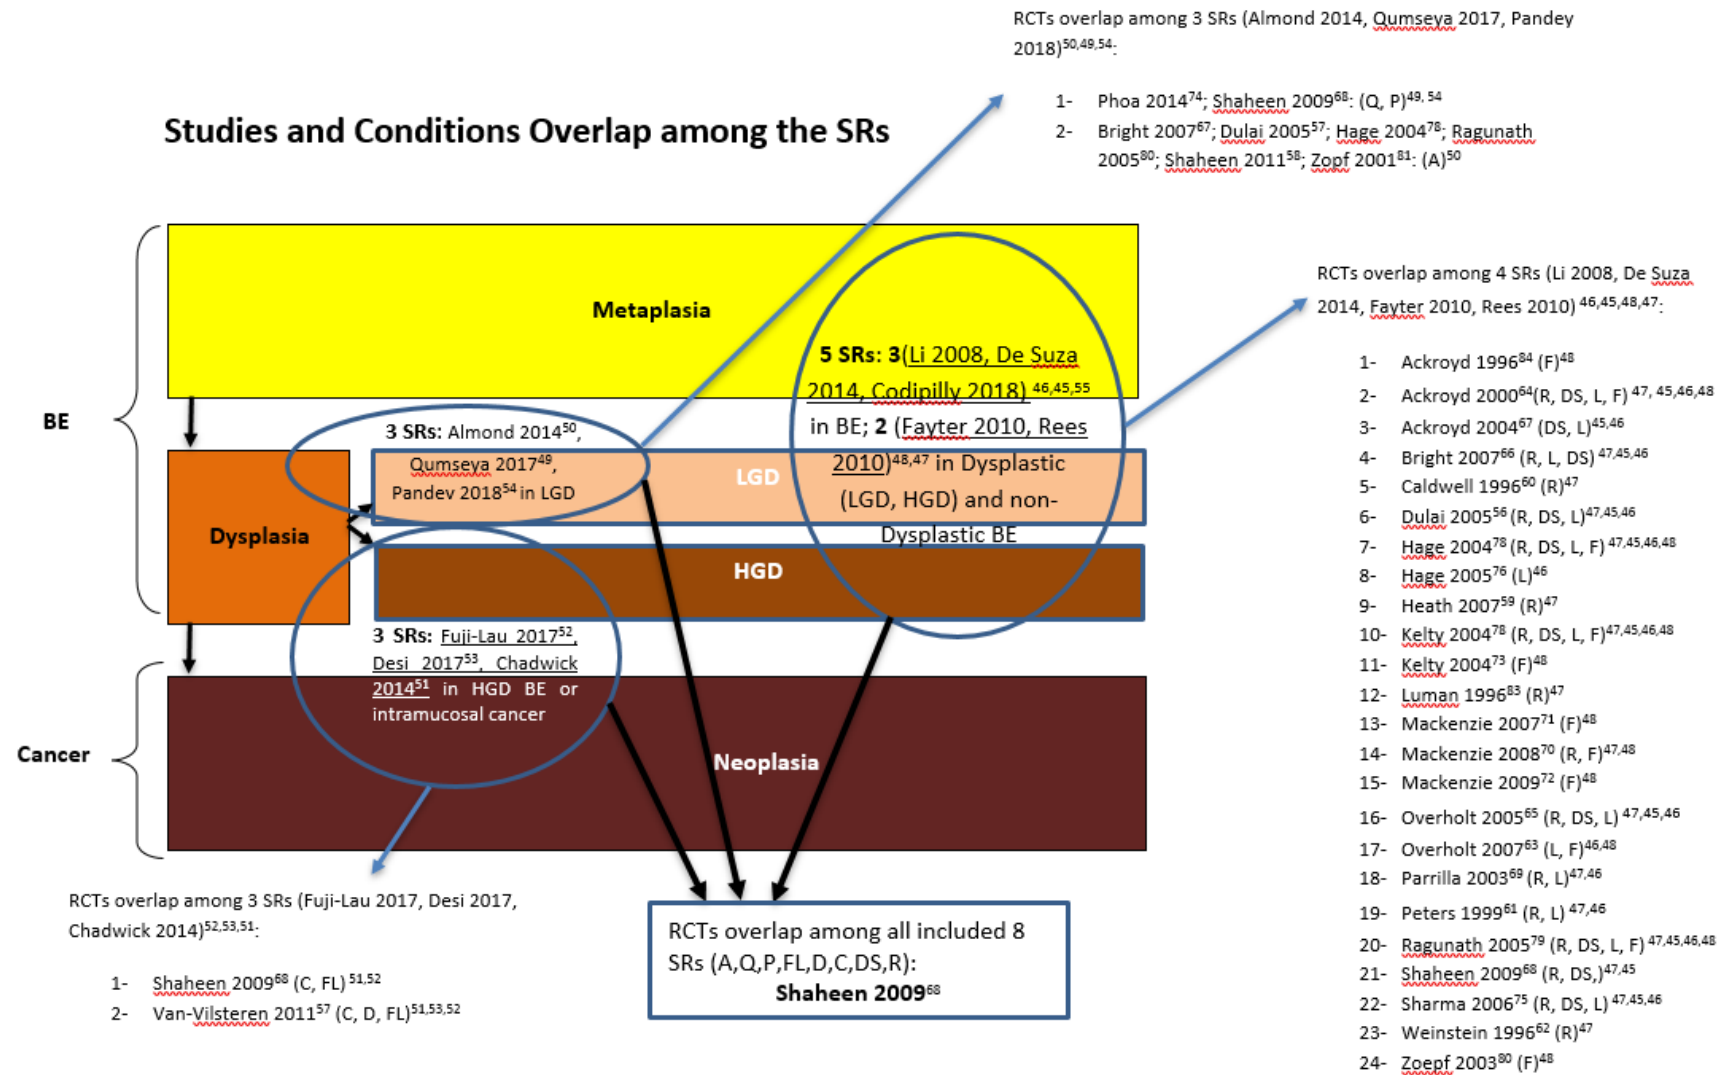 RCTs overlap among 3 SRs (Almond 2014, Qumseya 2017, Pandey
2018)50,49,54:
1- Phoa 201474; Shaheen 200968: (Q, P)49, 54
2- Bright 200767; Dulai 200557; Hage 200478; Ragunath
200580; Shaheen 201158; Zopf 200181: (A)50
Studies and Conditions Overlap among the SRs
BE
Metaplasia
5 SRs: 3(Li 2008, De Suza
2014, Codipilly 2018) 46,45,55
in BE; 2 (Fayter 2010, Rees
2010)48,47 in Dysplastic
(LGD, HGD) and non-
Dysplastic BE
3 SRs: Almond 201450,
Qumseya 201749,
Pandev 201854 in LGD
LGD
Dysplasia
HGD
3 SRs: Fuji-Lau 201752,
Desi 201753, Chadwick
201451 in HGD BE or
intramucosal cancer
Cancer
Neoplasia
RCTs overlap among 3 SRs (Fuji-Lau 2017, Desi 2017,
Chadwick 2014)52,53,51:
1- Shaheen 200968 (C, FL) 51,52
2- Van-Vilsteren 201157 (C, D, FL)51,53,52
RCTs overlap among all included 8
SRs (A,Q,P,FL,D,C,DS,R):
Shaheen 200968
RCTs overlap among 4 SRs (Li 2008, De Suza
2014, Fayter 2010, Rees 2010) 46,45,48,47:
1- Ackroyd 199684 (F)48
2- Ackroyd 200064(R, DS, L, F) 47, 45,46,48
3- Ackroyd 200467 (DS, L)45,46
4- Bright 200766 (R, L, DS) 47,45,46
5- Caldwell 199660 (R)47
6- Dulai 200556 (R, DS, L)47,45,46
7- Hage 200478 (R, DS, L, F) 47,45,46,48
8- Hage 200576 (L)46
9- Heath 200759 (R)47
10- Kelty 200478 (R, DS, L, F)47,45,46,48
11- Kelty 200473 (F)48
12- Luman 199683 (R)47
13- Mackenzie 200771 (F)48
14- Mackenzie 200870 (R, F)47,48
15- Mackenzie 200972 (F)48
16- Overholt 200565 (R, DS, L) 47,45,46
17- Overholt 200763 (L, F)46,48
18- Parrilla 200369 (R, L)47,46
19- Peters 199961 (R, L) 47,46
20- Ragunath 200579 (R, DS, L, F) 47,45,46,48
21- Shaheen 200968 (R, DS,)47,45
22- Sharma 200675 (R, DS, L) 47,45,46
23- Weinstein 199662 (R)47
24- Zoepf 200380 (F)48